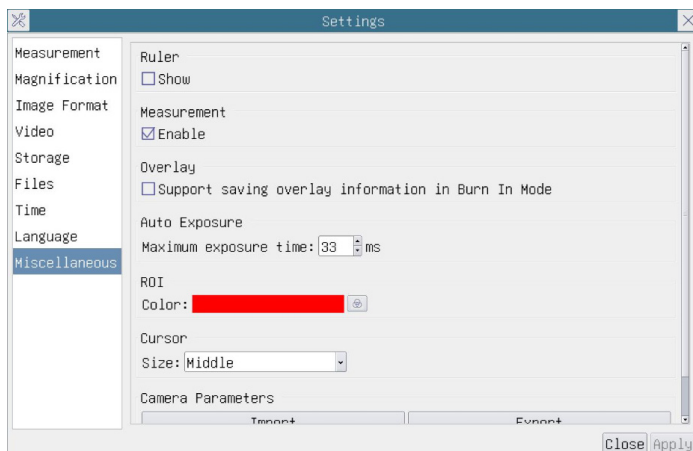 Settings
Measurement
Magnification
Image Format
Video
Storage
Files
Time
Language
Miscellaneous
Ruler
Show
Measurement
Enable
Overlay
Support saving overlay information in Burn In Mode
Auto Exposure
Maximum exposure time: 33 ms
ROI
Color:
Cursor
Size: Middle
Camera Parameters
Import Export
Close Apply